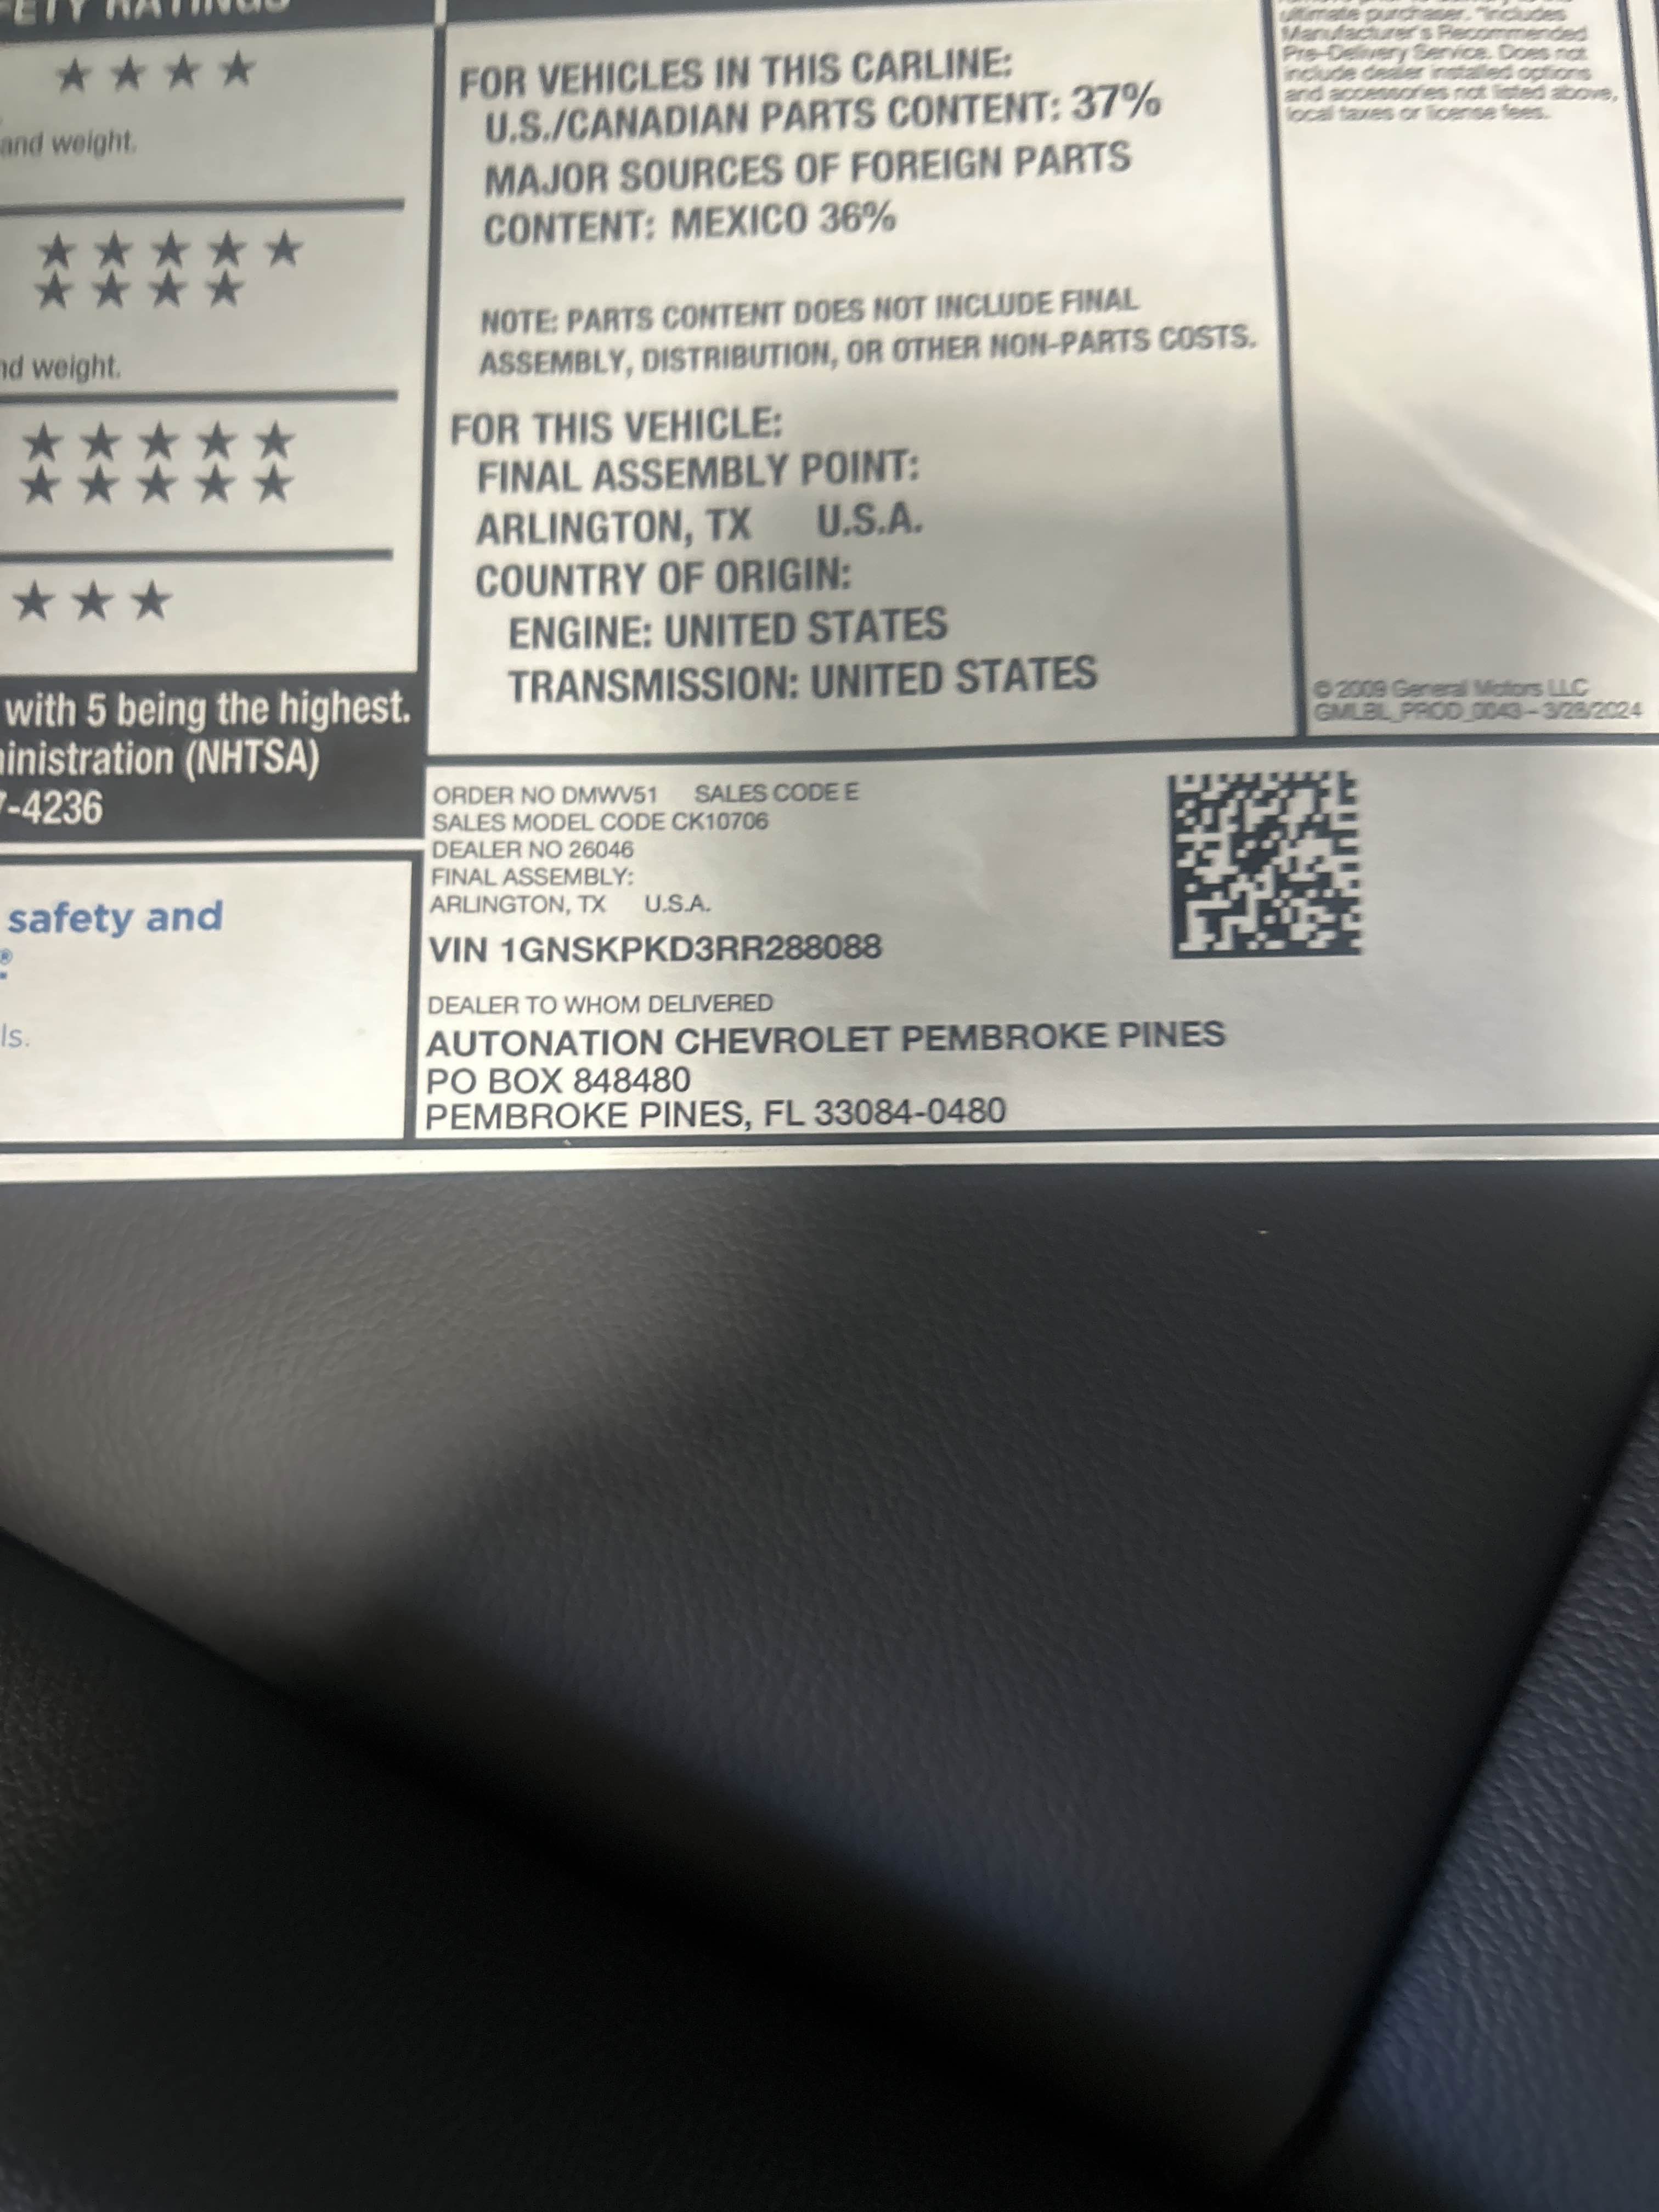 ETY RATINGS
and weight.
nd weight.
with 5 being the highest.
inistration (NHTSA)
7-4236
safety and
®
ls.
FOR VEHICLES IN THIS CARLINE:
U.S./CANADIAN PARTS CONTENT: 37%
MAJOR SOURCES OF FOREIGN PARTS
CONTENT: MEXICO 36%
NOTE: PARTS CONTENT DOES NOT INCLUDE FINAL
ASSEMBLY, DISTRIBUTION, OR OTHER NON-PARTS COSTS.
FOR THIS VEHICLE:
FINAL ASSEMBLY POINT:
ARLINGTON, TX U.S.A.
COUNTRY OF ORIGIN:
ENGINE: UNITED STATES
TRANSMISSION: UNITED STATES
ultimate purchaser. *Includes
Manufacturer's Recommended
Pre-Delivery Service. Does not
include dealer installed options
and accessories not listed above,
local taxes or license fees.
© 2009 General Motors LLC
GMLBL_PROD_0043 - 3/28/2024
ORDER NO DMWV51 SALES CODE E
SALES MODEL CODE CK10706
DEALER NO 26046
FINAL ASSEMBLY:
ARLINGTON, TX U.S.A.
VIN 1GNSKPKD3RR288088
DEALER TO WHOM DELIVERED
AUTONATION CHEVROLET PEMBROKE PINES
PO BOX 848480
PEMBROKE PINES, FL 33084-0480